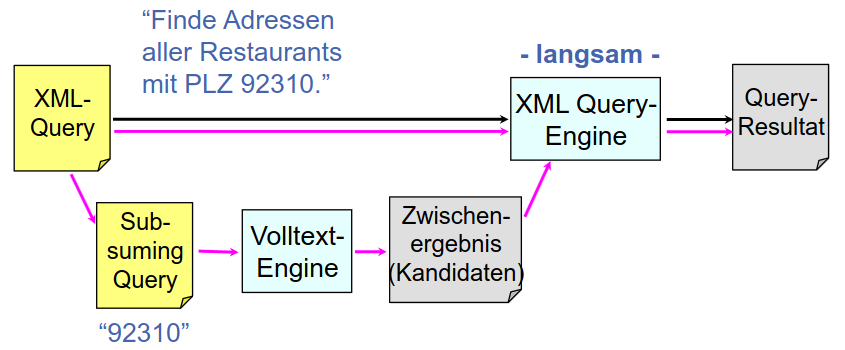 “Finde Adressen
aller Restaurants
mit PLZ 92310.”
- langsam -
XML-
Query
XML Query-
Engine
Query-
Resultat
Sub-
suming
Query
Volltext-
Engine
Zwischen-
ergebnis
(Kandidaten)
“92310”